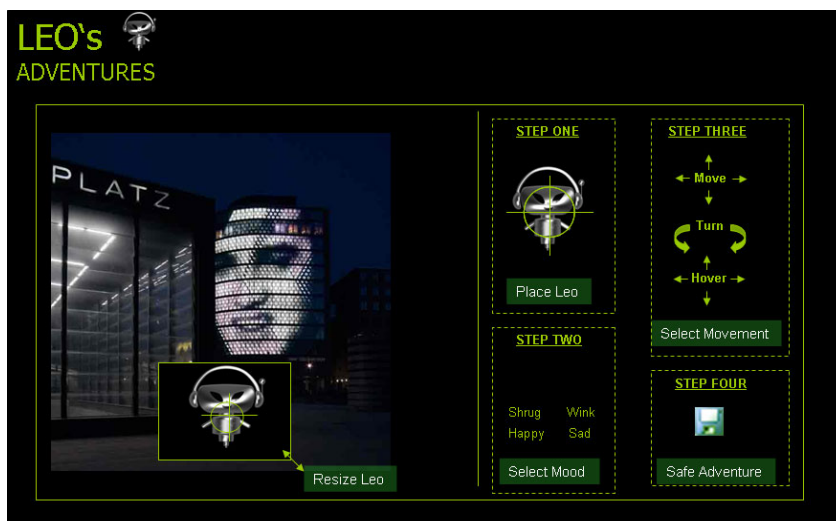 LEO‘s
ADVENTURES
PLATZ
Resize Leo
STEP ONE
Place Leo
STEP TWO
Shrug Wink
Happy Sad
Select Mood
STEP THREE
Move
Turn
Hover
Select Movement
STEP FOUR
Safe Adventure